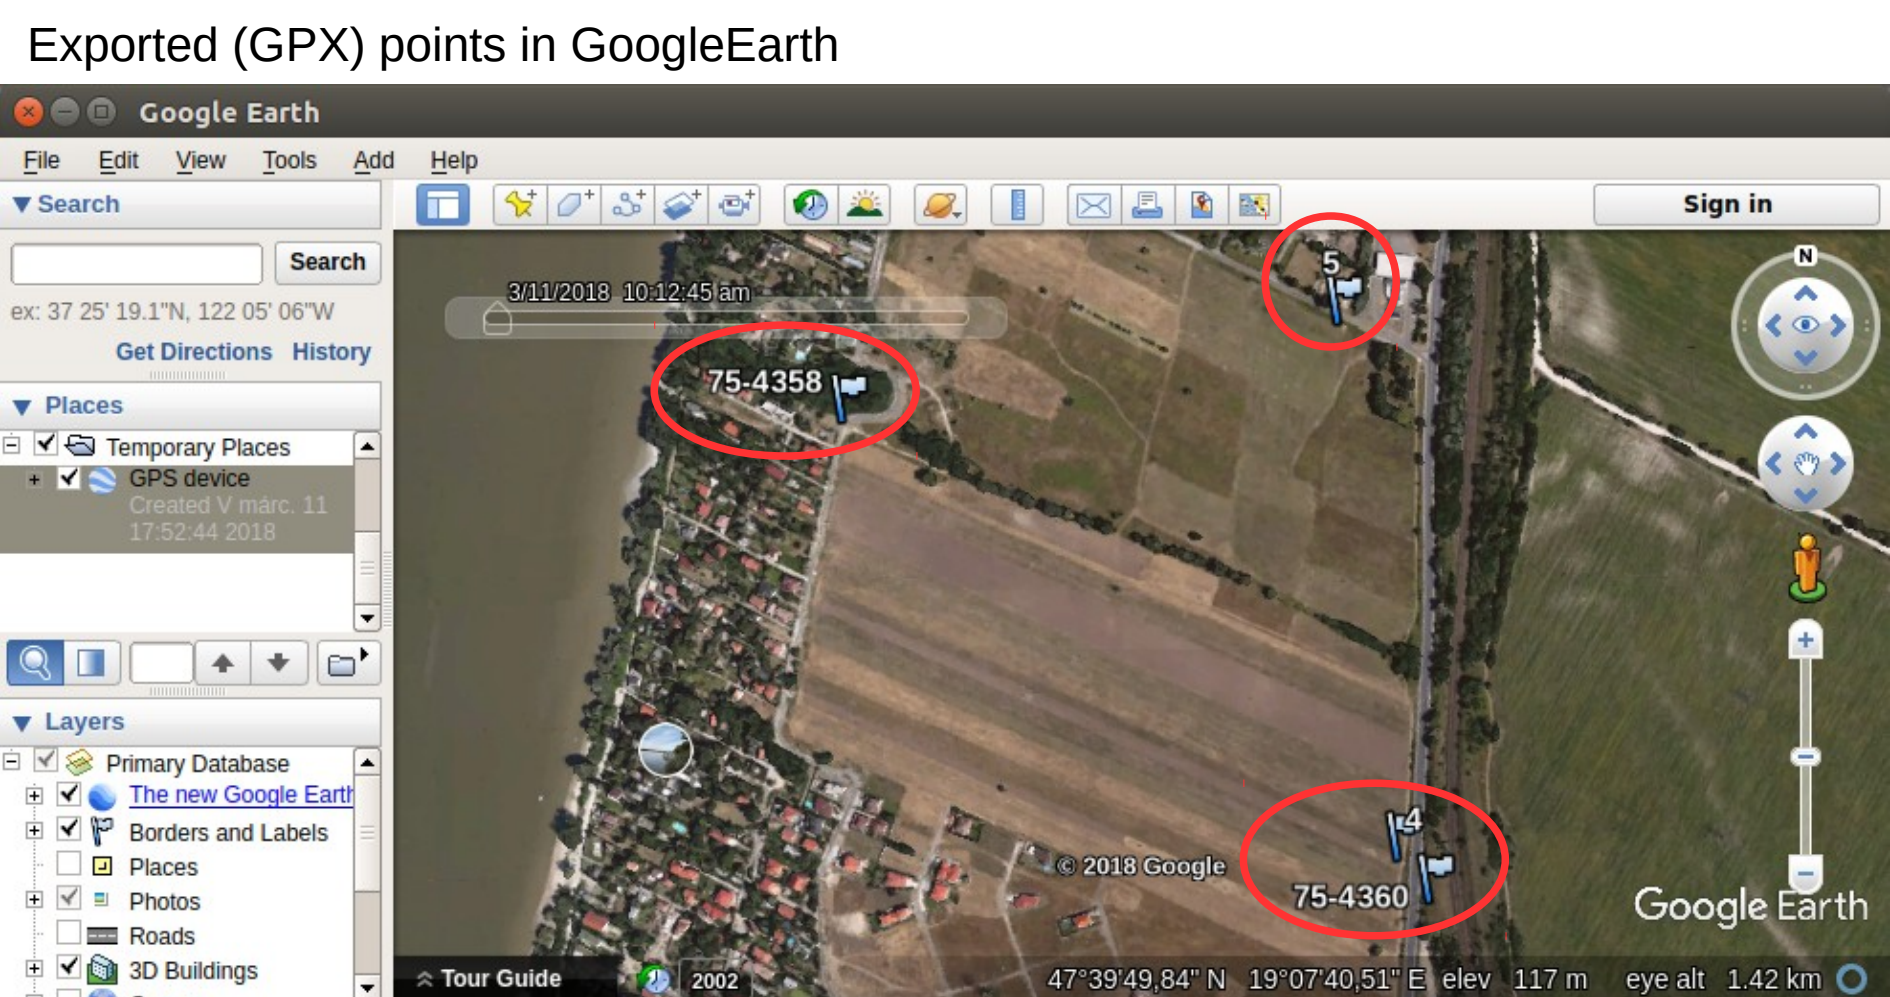 Exported (GPX) points in GoogleEarth
Google Earth
File Edit View Tools Add Help
Search
Sign in
Search
ex: 37 25' 19.1"N, 122 05' 06"W
Get Directions History
Places
Temporary Places
GPS device
Created V márc. 11
17:52:44 2018
Layers
Primary Database
The new Google Earth
Borders and Labels
Places
Photos
Roads
3D Buildings
3/11/2018 10:12:45 am
5
N
75-4358
4
75-4360
© 2018 Google
Google Earth
Tour Guide
2002
47°39'49,84" N 19°07'40,51" E elev 117 m eye alt 1.42 km